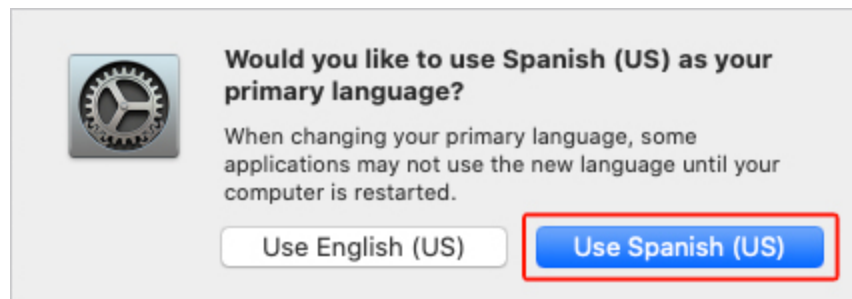 Would you like to use Spanish (US) as your
primary language?
When changing your primary language, some
applications may not use the new language until your
computer is restarted.
Use English (US)
Use Spanish (US)